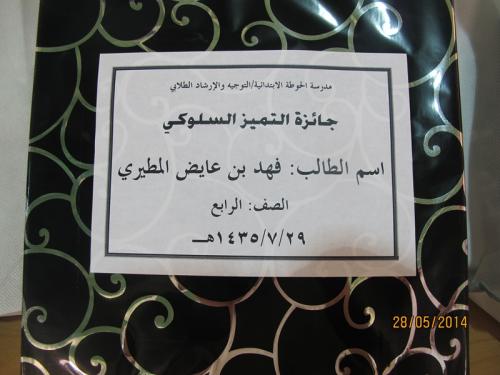 مدرسة الحوطة الابتدائية/التوجيه والإرشاد الطلابي
جائزة التميز السلوكي
اسم الطالب: فهد بن عايض المطيري
الصف: الرابع
١٤٣٥/٧/٢٩هـ
28/05/2014